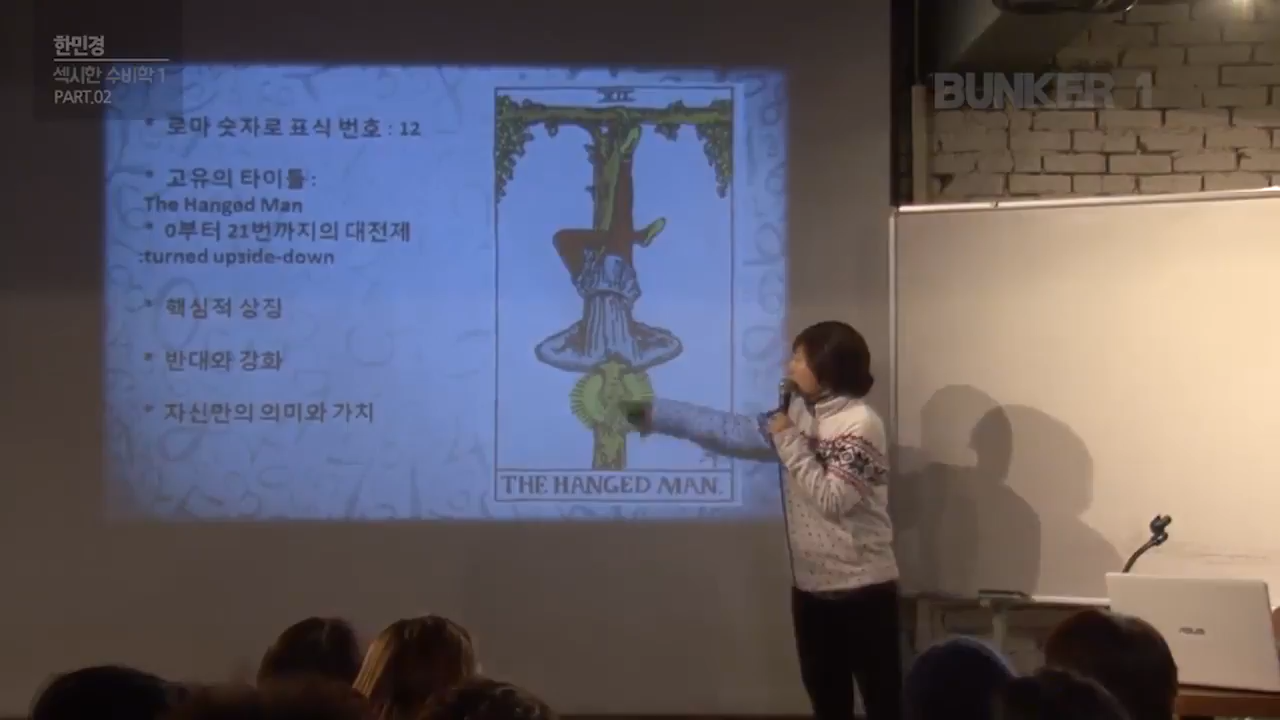 한민경
섹시한 수비학 1
PART.02
BUNKER 1
* 로마 숫자로 표식 번호 : 12
* 고유의 타이틀 :
The Hanged Man
* 0부터 21번까지의 대전제
:turned upside-down
* 핵심적 상징
* 반대와 강화
* 자신만의 의미와 가치
XII
THE HANGED MAN.
ASUS